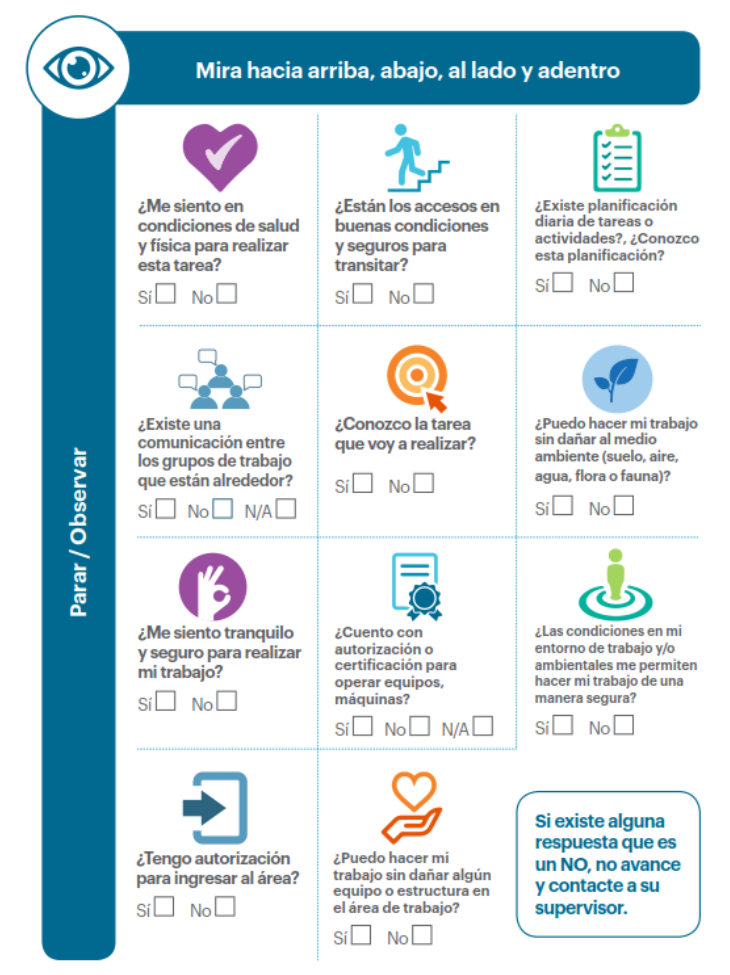 Mira hacia arriba, abajo, al lado y adentro
Parar / Observar
¿Me siento en
condiciones de salud
y física para realizar
esta tarea?
Sí No
¿Están los accesos en
buenas condiciones
y seguros para
transitar?
Sí No
¿Existe planificación
diaria de tareas o
actividades?, ¿Conozco
esta planificación?
Sí No
¿Existe una
comunicación entre
los grupos de trabajo
que están alrededor?
Sí No N/A
¿Conozco la tarea
que voy a realizar?
Sí No
¿Puedo hacer mi trabajo
sin dañar al medio
ambiente (suelo, aire,
agua, flora o fauna)?
Sí No
¿Me siento tranquilo
y seguro para realizar
mi trabajo?
Sí No
¿Cuento con
autorización o
certificación para
operar equipos,
máquinas?
Sí No N/A
¿Las condiciones en mi
entorno de trabajo y/o
ambientales me permiten
hacer mi trabajo de una
manera segura?
Sí No
¿Tengo autorización
para ingresar al área?
Sí No
¿Puedo hacer mi
trabajo sin dañar algún
equipo o estructura en
el área de trabajo?
Sí No
Si existe alguna
respuesta que es
un NO, no avance
y contacte a su
supervisor.